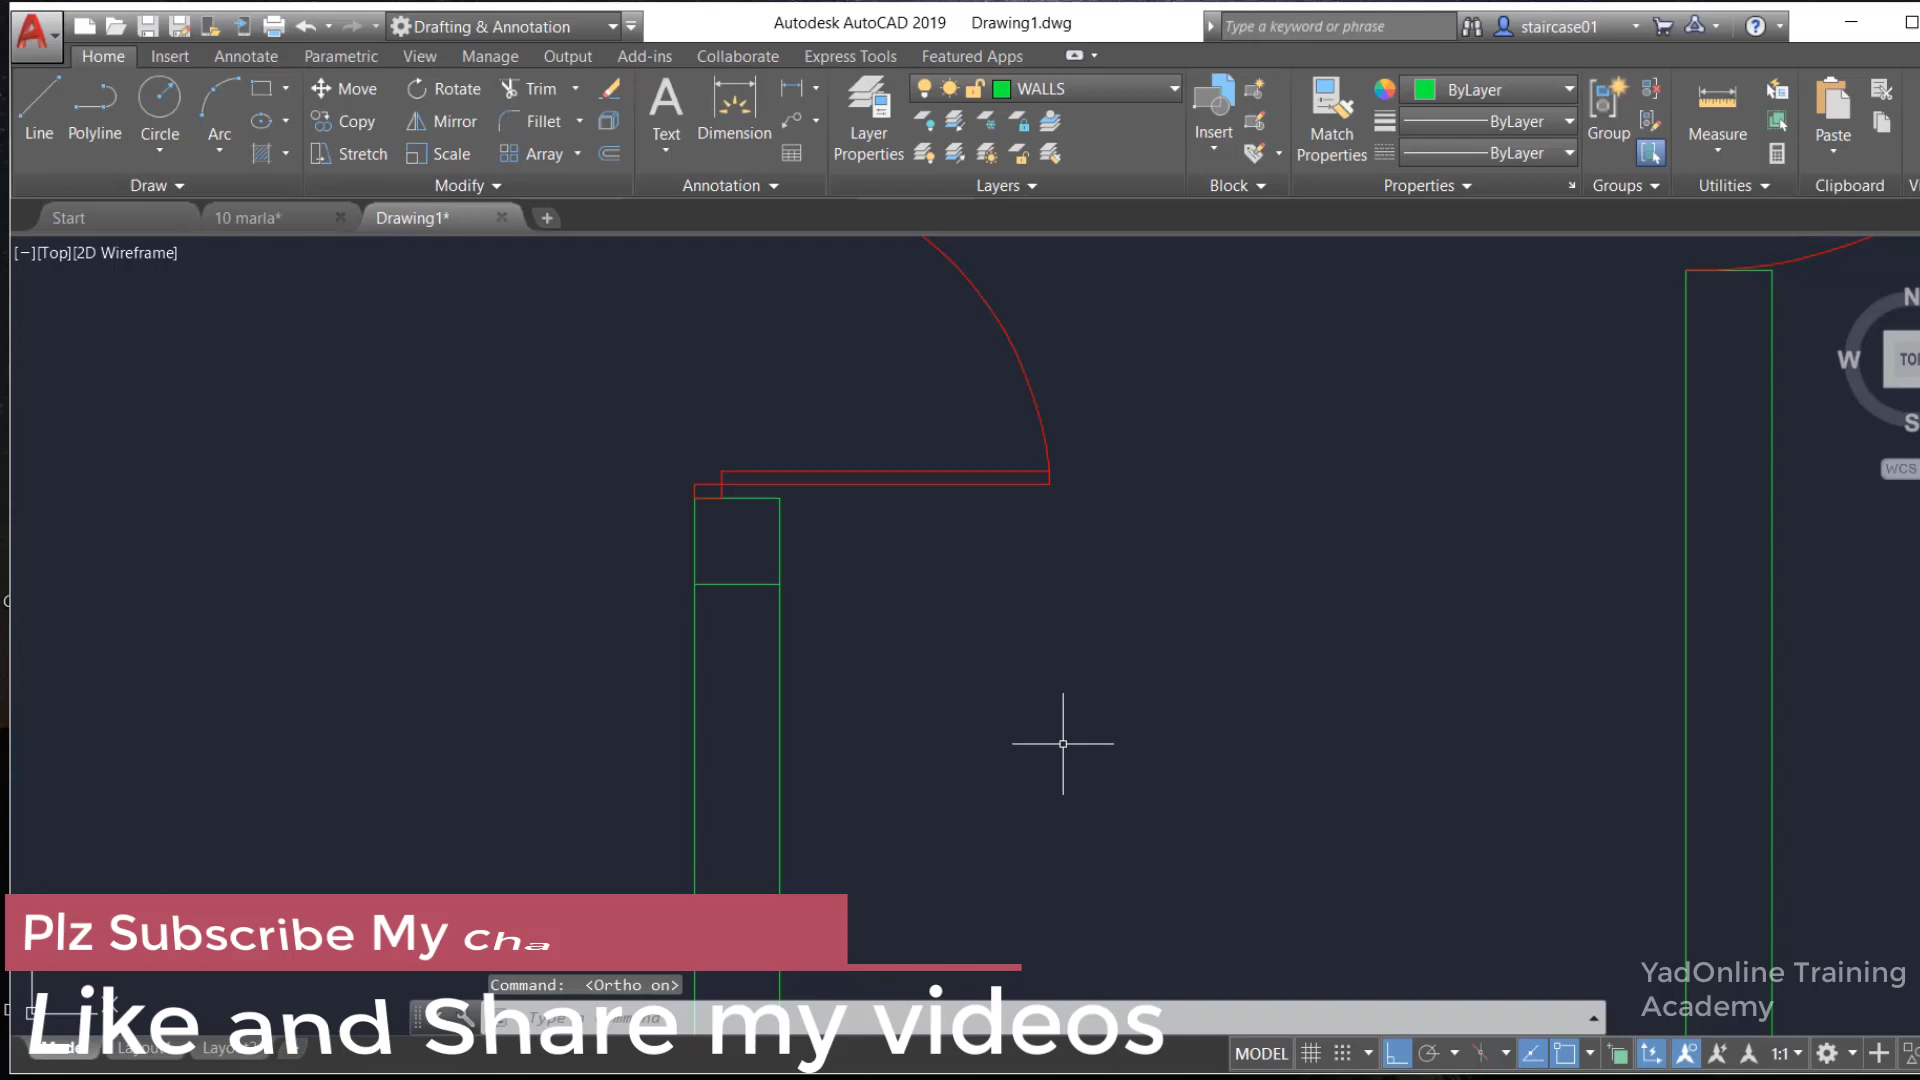 Drafting & Annotation
Autodesk AutoCAD 2019 Drawing1.dwg
Type a keyword or phrase
staircase01
Home Insert Annotate Parametric View Manage Output Add-ins Collaborate Express Tools Featured Apps
Line Polyline Circle Arc
Move Rotate Trim
Copy Mirror Fillet
Stretch Scale Array
Text Dimension
Layer Properties
WALLS
Insert
Match Properties
ByLayer
ByLayer
ByLayer
Group
Measure
Paste
Draw Modify Annotation Layers Block Properties Groups Utilities Clipboard
Start 10 marla* Drawing1*
[−][Top][2D Wireframe]
N
W
S
WCS
Plz Subscribe My Cha
Command: <Ortho on>
Like and Share my videos
YadOnline Training
Academy
MODEL
1:1